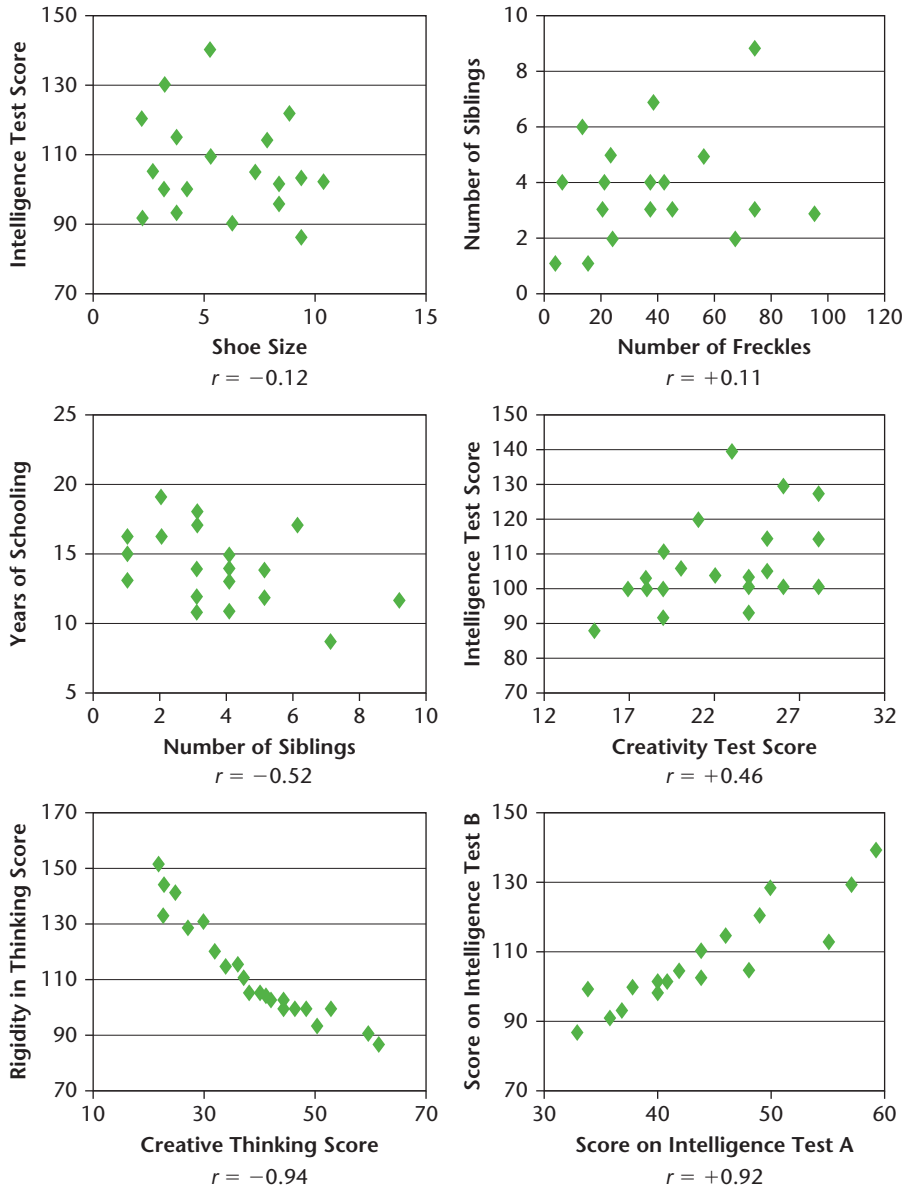 Intelligence Test Score
150
130
110
90
70
0 5 10 15
Shoe Size
r = −0.12
Number of Siblings
10
8
6
4
2
0
0 20 40 60 80 100 120
Number of Freckles
r = +0.11
Years of Schooling
25
20
15
10
5
0 2 4 6 8 10
Number of Siblings
r = −0.52
Intelligence Test Score
150
140
130
120
110
100
90
80
70
12 17 22 27 32
Creativity Test Score
r = +0.46
Rigidity in Thinking Score
170
150
130
110
90
70
10 30 50 70
Creative Thinking Score
r = −0.94
Score on Intelligence Test B
150
130
110
90
70
30 40 50 60
Score on Intelligence Test A
r = +0.92